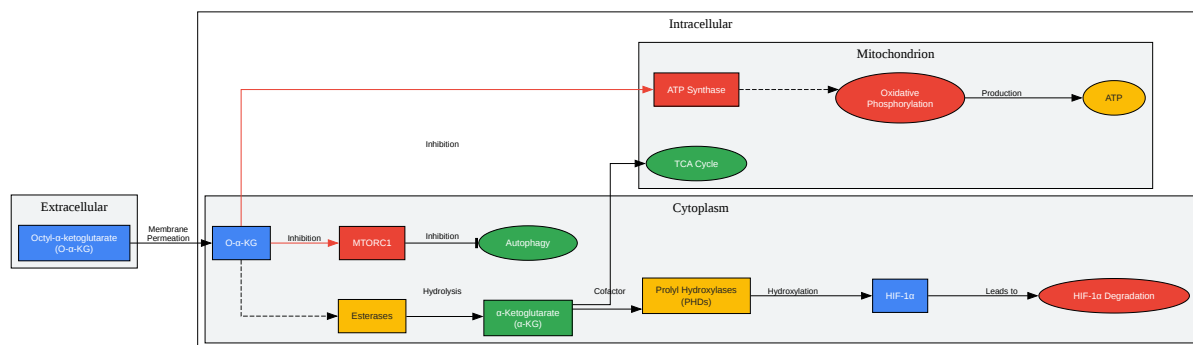 Intracellular
Mitochondrion
ATP Synthase
Oxidative
Phosphorylation
Production
ATP
Inhibition
TCA Cycle
Extracellular
Octyl-α-ketoglutarate
(O-α-KG)
Membrane
Permeation
Cytoplasm
O-α-KG
Inhibition
MTORC1
Inhibition
Autophagy
Esterases
Hydrolysis
α-Ketoglutarate
(α-KG)
Cofactor
Prolyl Hydroxylases
(PHDs)
Hydroxylation
HIF-1α
Leads to
HIF-1α Degradation